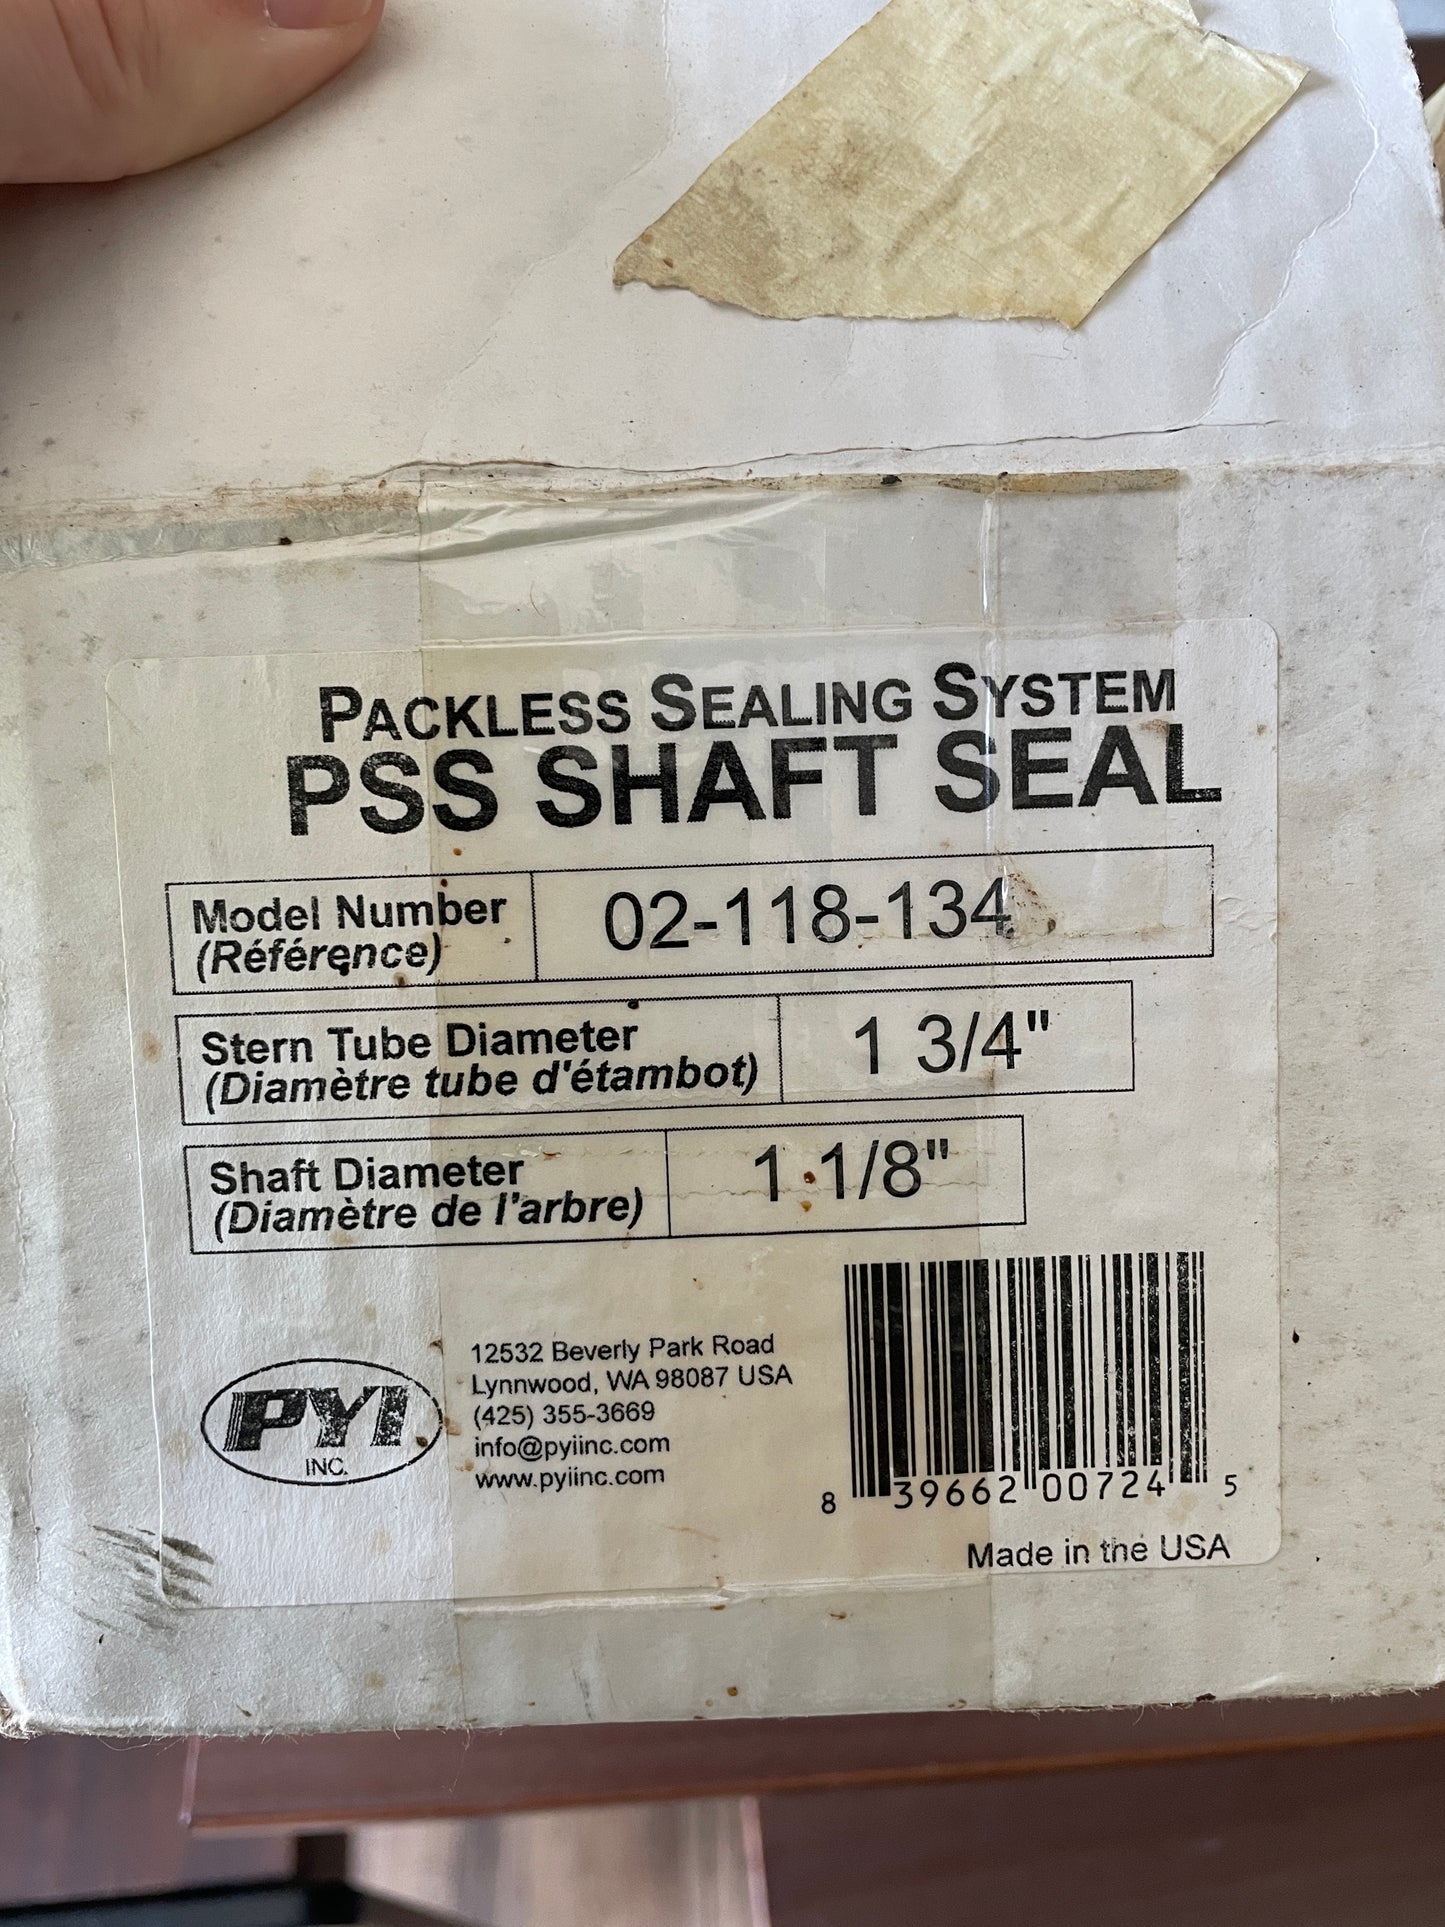 PACKLESS SEALING SYSTEM
PSS SHAFT SEAL
Model Number 02-118-134
(Référence)
Stern Tube Diameter 1 3/4"
(Diamètre tube d'étambot)
Shaft Diameter 1 1/8"
(Diamètre de l'arbre)
PYI
INC.
12532 Beverly Park Road
Lynnwood, WA 98087 USA
(425) 355-3669
info@pyiinc.com
www.pyiinc.com
8 39662 00724 5
Made in the USA